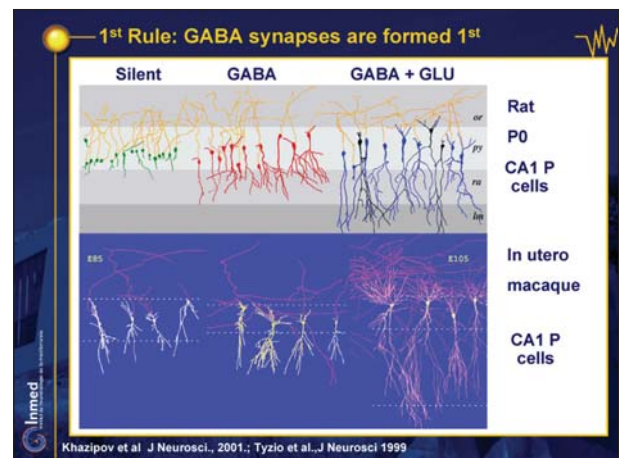 1st Rule: GABA synapses are formed 1st
Silent GABA GABA + GLU
or
py
ra
lm
Rat
P0
CA1 P
cells
E85
E105
In utero
macaque
CA1 P
cells
Inmed
Khazipov et al J Neurosci., 2001.; Tyzio et al.,J Neurosci 1999